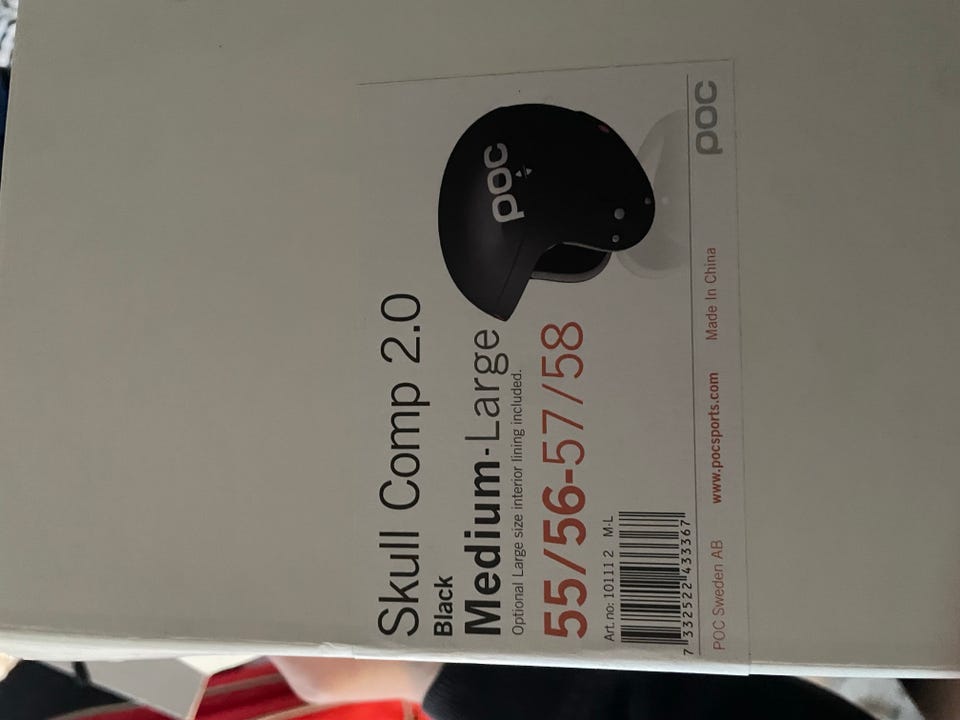 Skull Comp 2.0
Black
Medium-Large
Optional Large size interior lining included.
55/56-57/58
Art.no: 10111 2 M-L
7 332522 433367
POC Sweden AB www.pocsports.com Made In China poc
poc